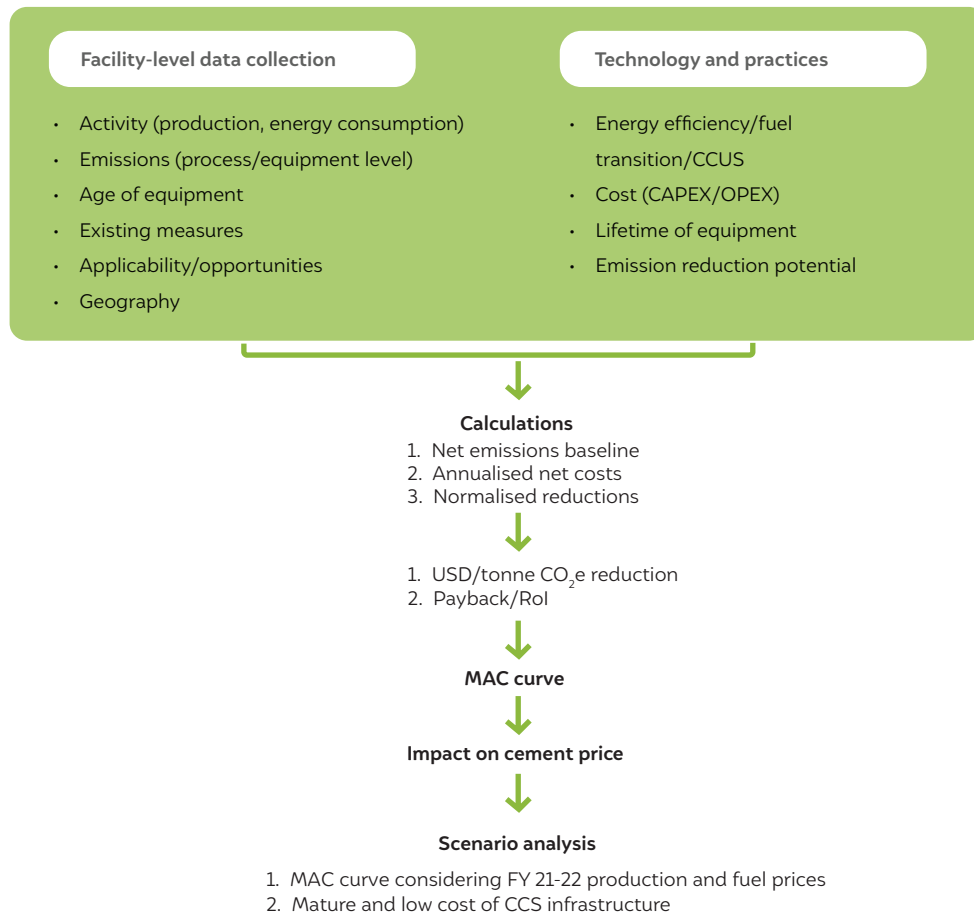 Facility-level data collection
• Activity (production, energy consumption)
• Emissions (process/equipment level)
• Age of equipment
• Existing measures
• Applicability/opportunities
• Geography
Technology and practices
• Energy efficiency/fuel
transition/CCUS
• Cost (CAPEX/OPEX)
• Lifetime of equipment
• Emission reduction potential
Calculations
1. Net emissions baseline
2. Annualised net costs
3. Normalised reductions
1. USD/tonne CO₂e reduction
2. Payback/RoI
MAC curve
Impact on cement price
Scenario analysis
1. MAC curve considering FY 21-22 production and fuel prices
2. Mature and low cost of CCS infrastructure